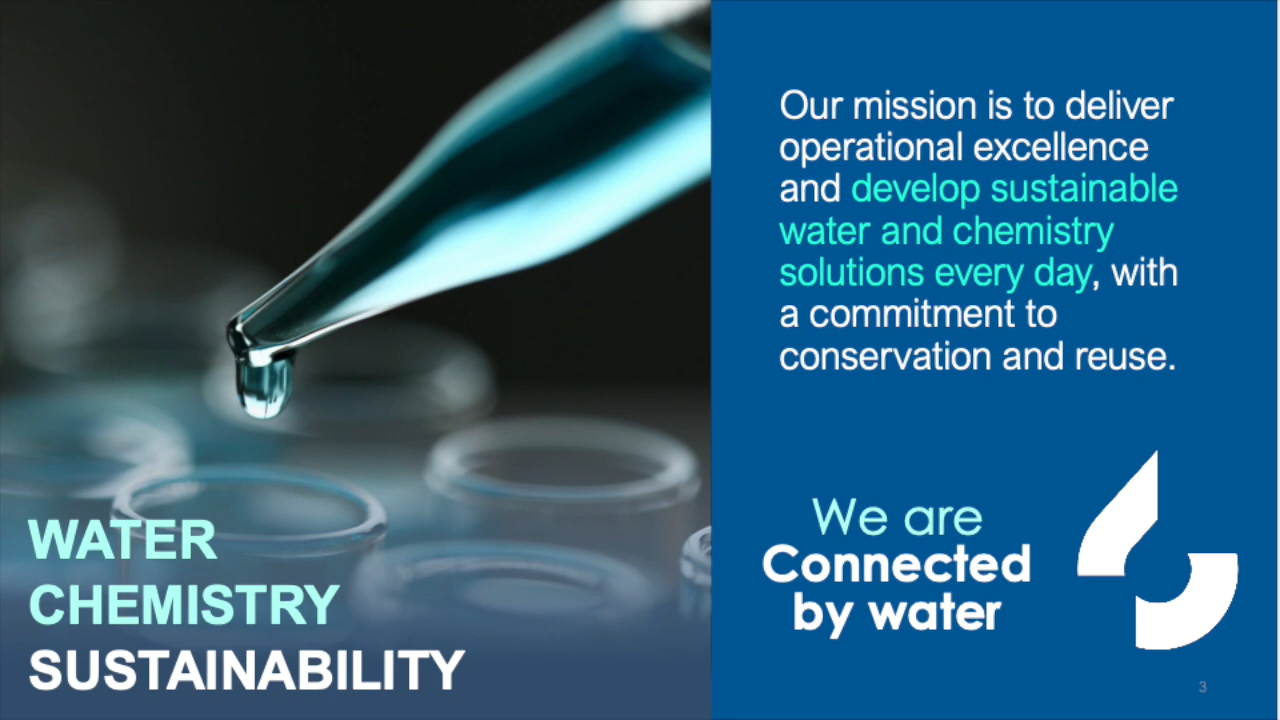 WATER
CHEMISTRY
SUSTAINABILITY
Our mission is to deliver
operational excellence
and develop sustainable
water and chemistry
solutions every day, with
a commitment to
conservation and reuse.
We are
Connected
by water
3